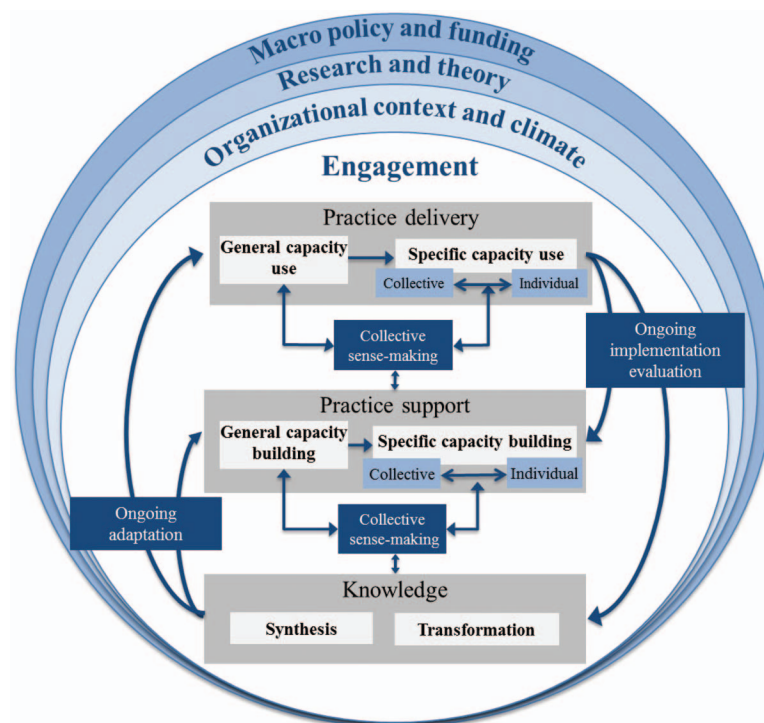 Macro policy and funding
Research and theory
Organizational context and climate
Engagement
Practice delivery
General capacity
use
Specific capacity use
Collective
Individual
Collective
sense-making
Ongoing
implementation
evaluation
Practice support
General capacity
building
Specific capacity building
Collective
Individual
Ongoing
adaptation
Collective
sense-making
Knowledge
Synthesis
Transformation